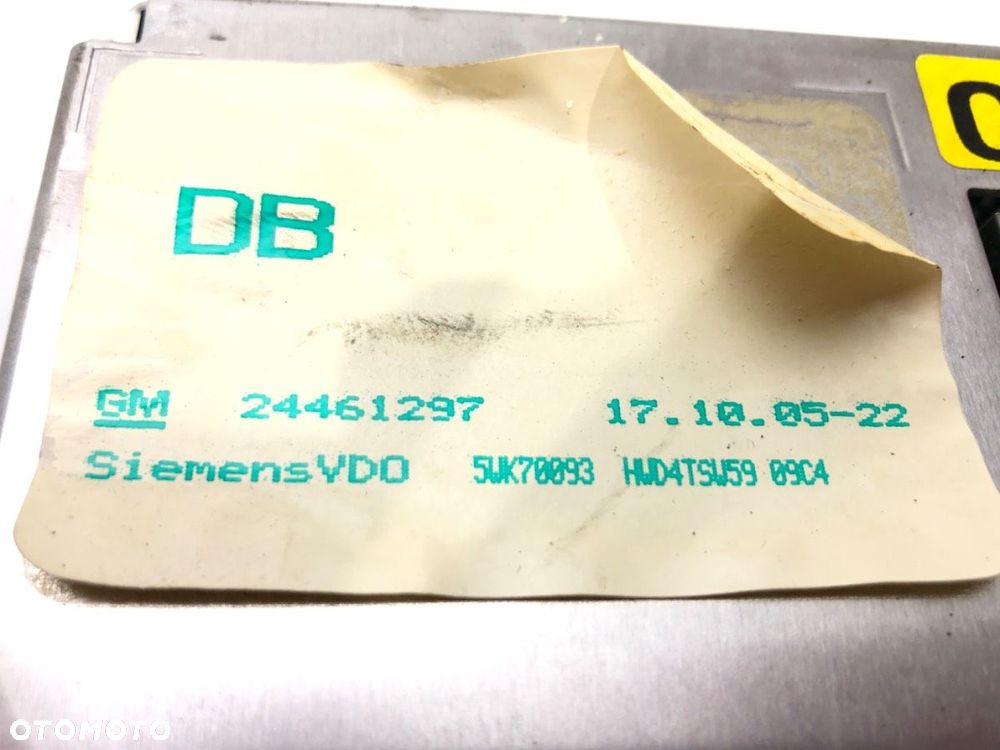 DB
GM 24461297 17.10.05-22
SiemensVDO 5WK70093 HWD4TSW59 09C4
OTOMOTO